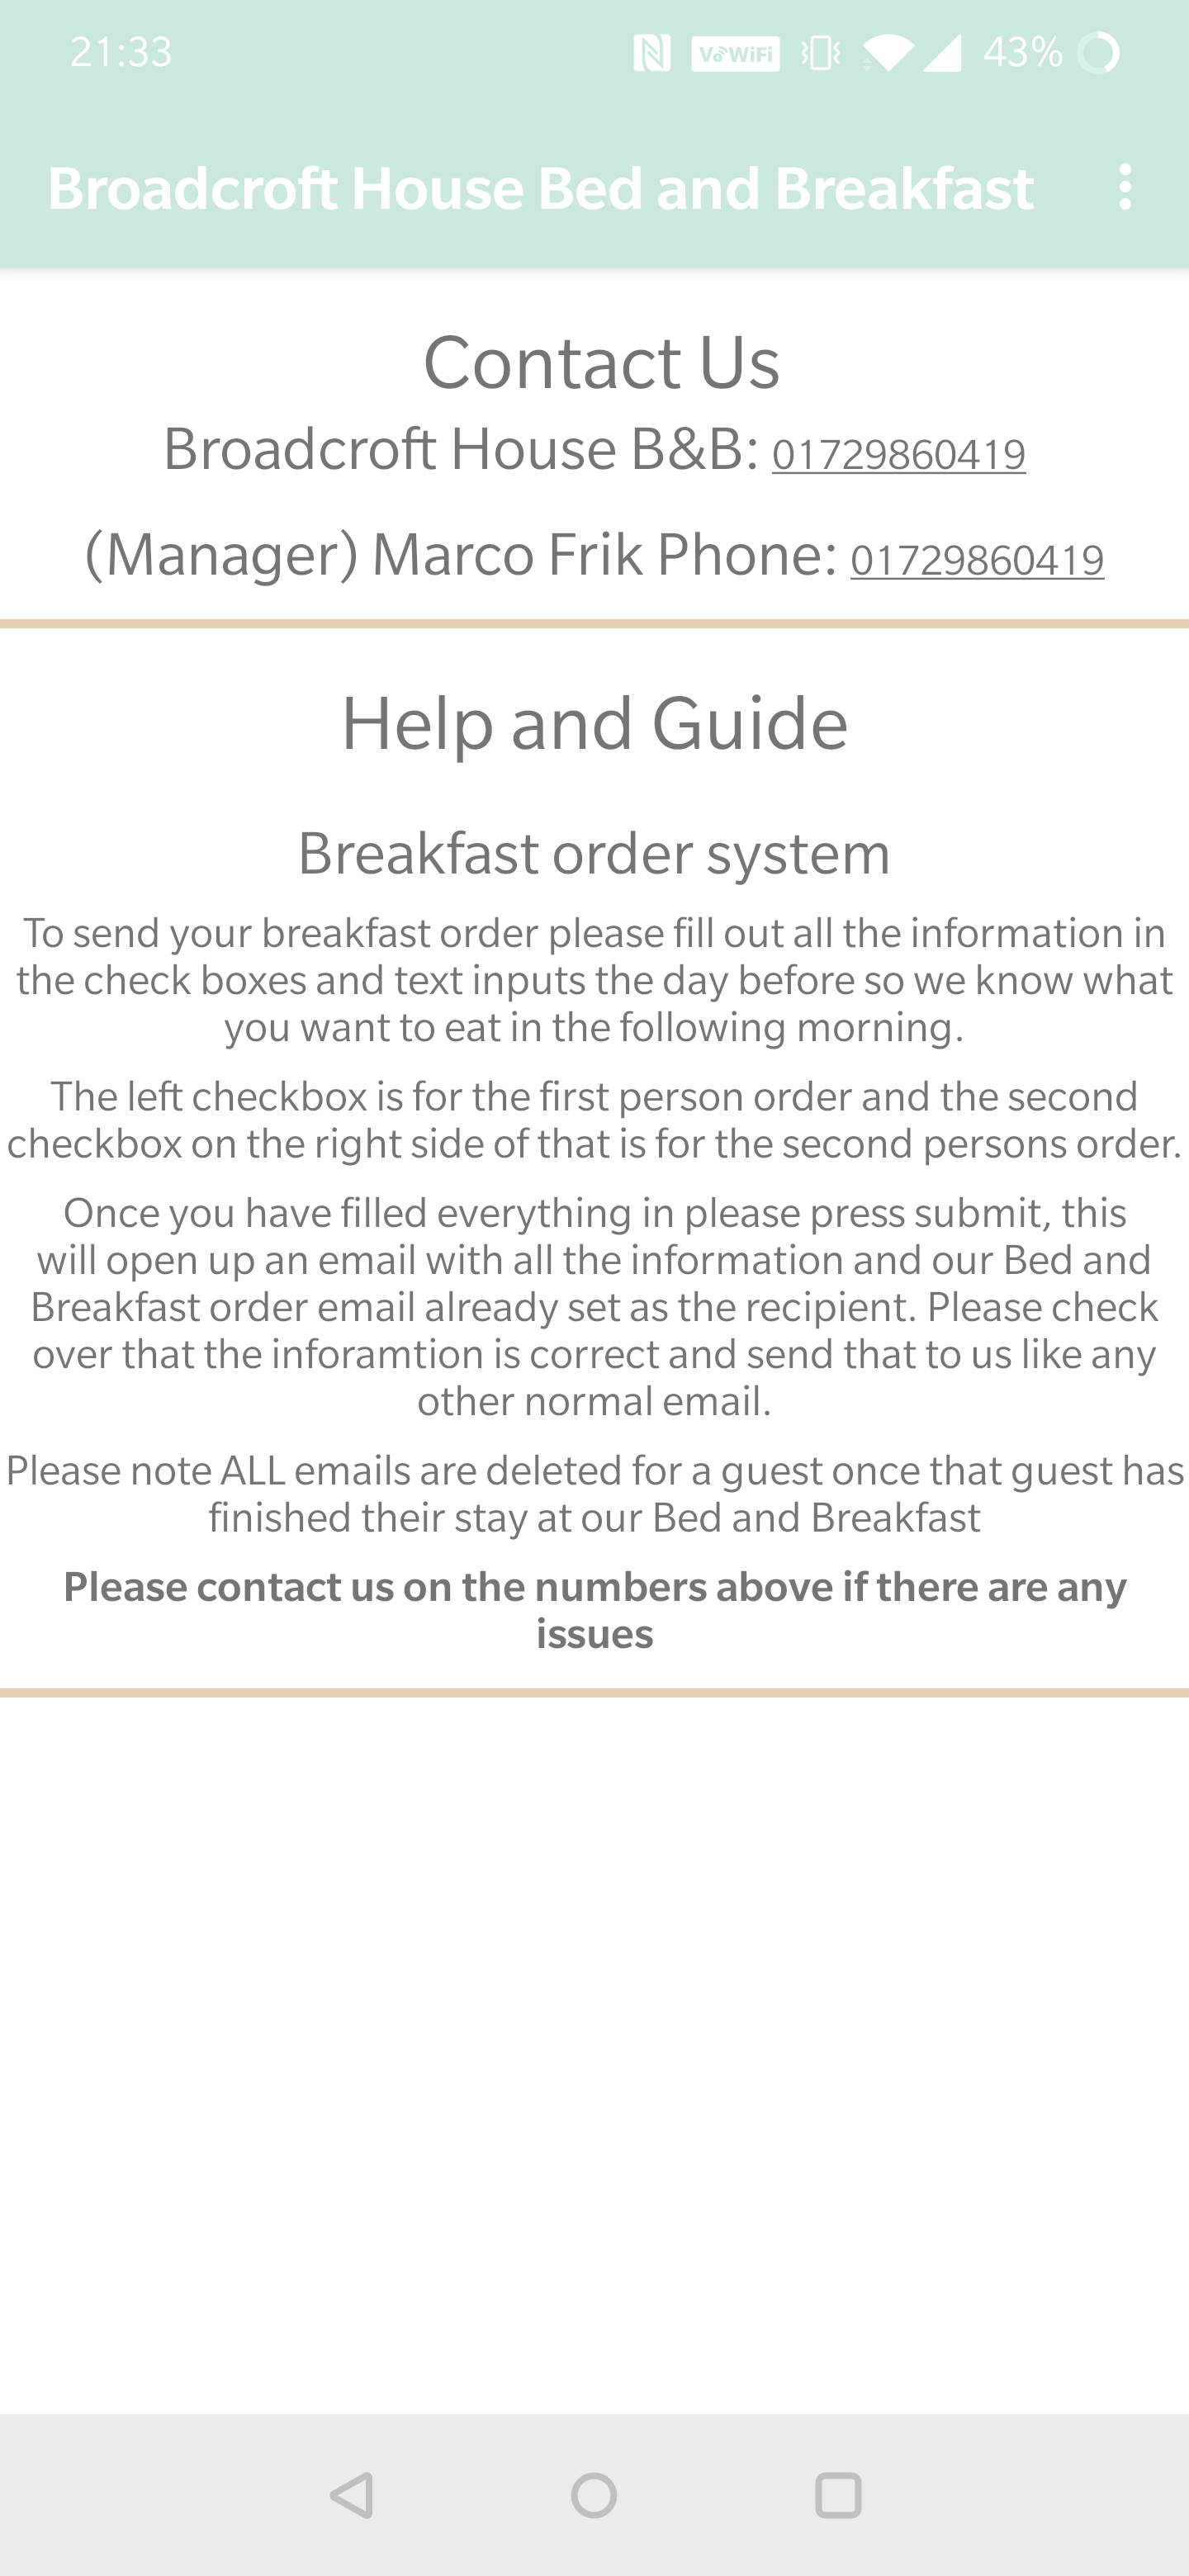 21:33
VoWiFi
43%
Broadcroft House Bed and Breakfast
Contact Us
Broadcroft House B&B: 01729860419
(Manager) Marco Frik Phone: 01729860419
Help and Guide
Breakfast order system
To send your breakfast order please fill out all the information in
the check boxes and text inputs the day before so we know what
you want to eat in the following morning.
The left checkbox is for the first person order and the second
checkbox on the right side of that is for the second persons order.
Once you have filled everything in please press submit, this
will open up an email with all the information and our Bed and
Breakfast order email already set as the recipient. Please check
over that the inforamtion is correct and send that to us like any
other normal email.
Please note ALL emails are deleted for a guest once that guest has
finished their stay at our Bed and Breakfast
Please contact us on the numbers above if there are any
issues